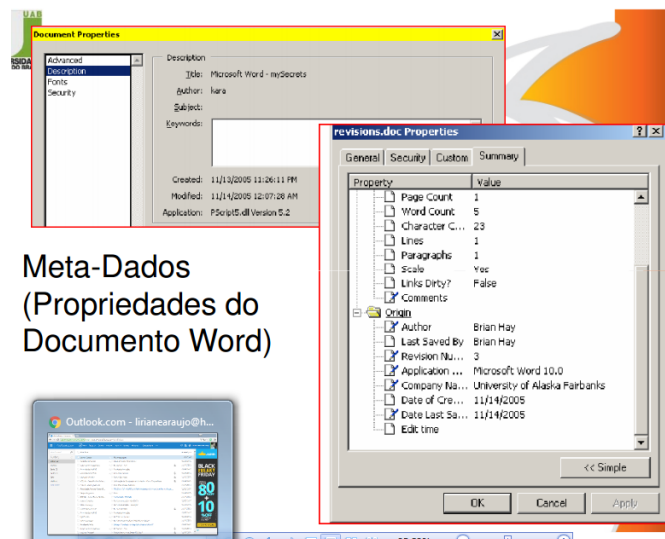 UAB
Document Properties
Advanced
Description
Fonts
Security
Description
Title: Microsoft Word - mySecrets
Author: kara
Subject:
Keywords:
Created: 11/13/2005 11:26:11 PM
Modified: 11/14/2005 12:07:28 AM
Application: PScript5.dll Version 5.2
revisions.doc Properties
General Security Custom Summary
Property Value
Page Count 1
Word Count 5
Character C... 23
Lines 1
Paragraphs 1
Scale Yes
Links Dirty? False
Comments
Origin
Author Brian Hay
Last Saved By Brian Hay
Revision Nu... 3
Application ... Microsoft Word 10.0
Company Na... University of Alaska Fairbanks
Date of Cre... 11/14/2005
Date Last Sa... 11/14/2005
Edit time
<< Simple
OK Cancel Apply
Meta-Dados
(Propriedades do
Documento Word)
Outlook.com - lirianearaujo@h...
BLACK
FRIDAY
80
+
10